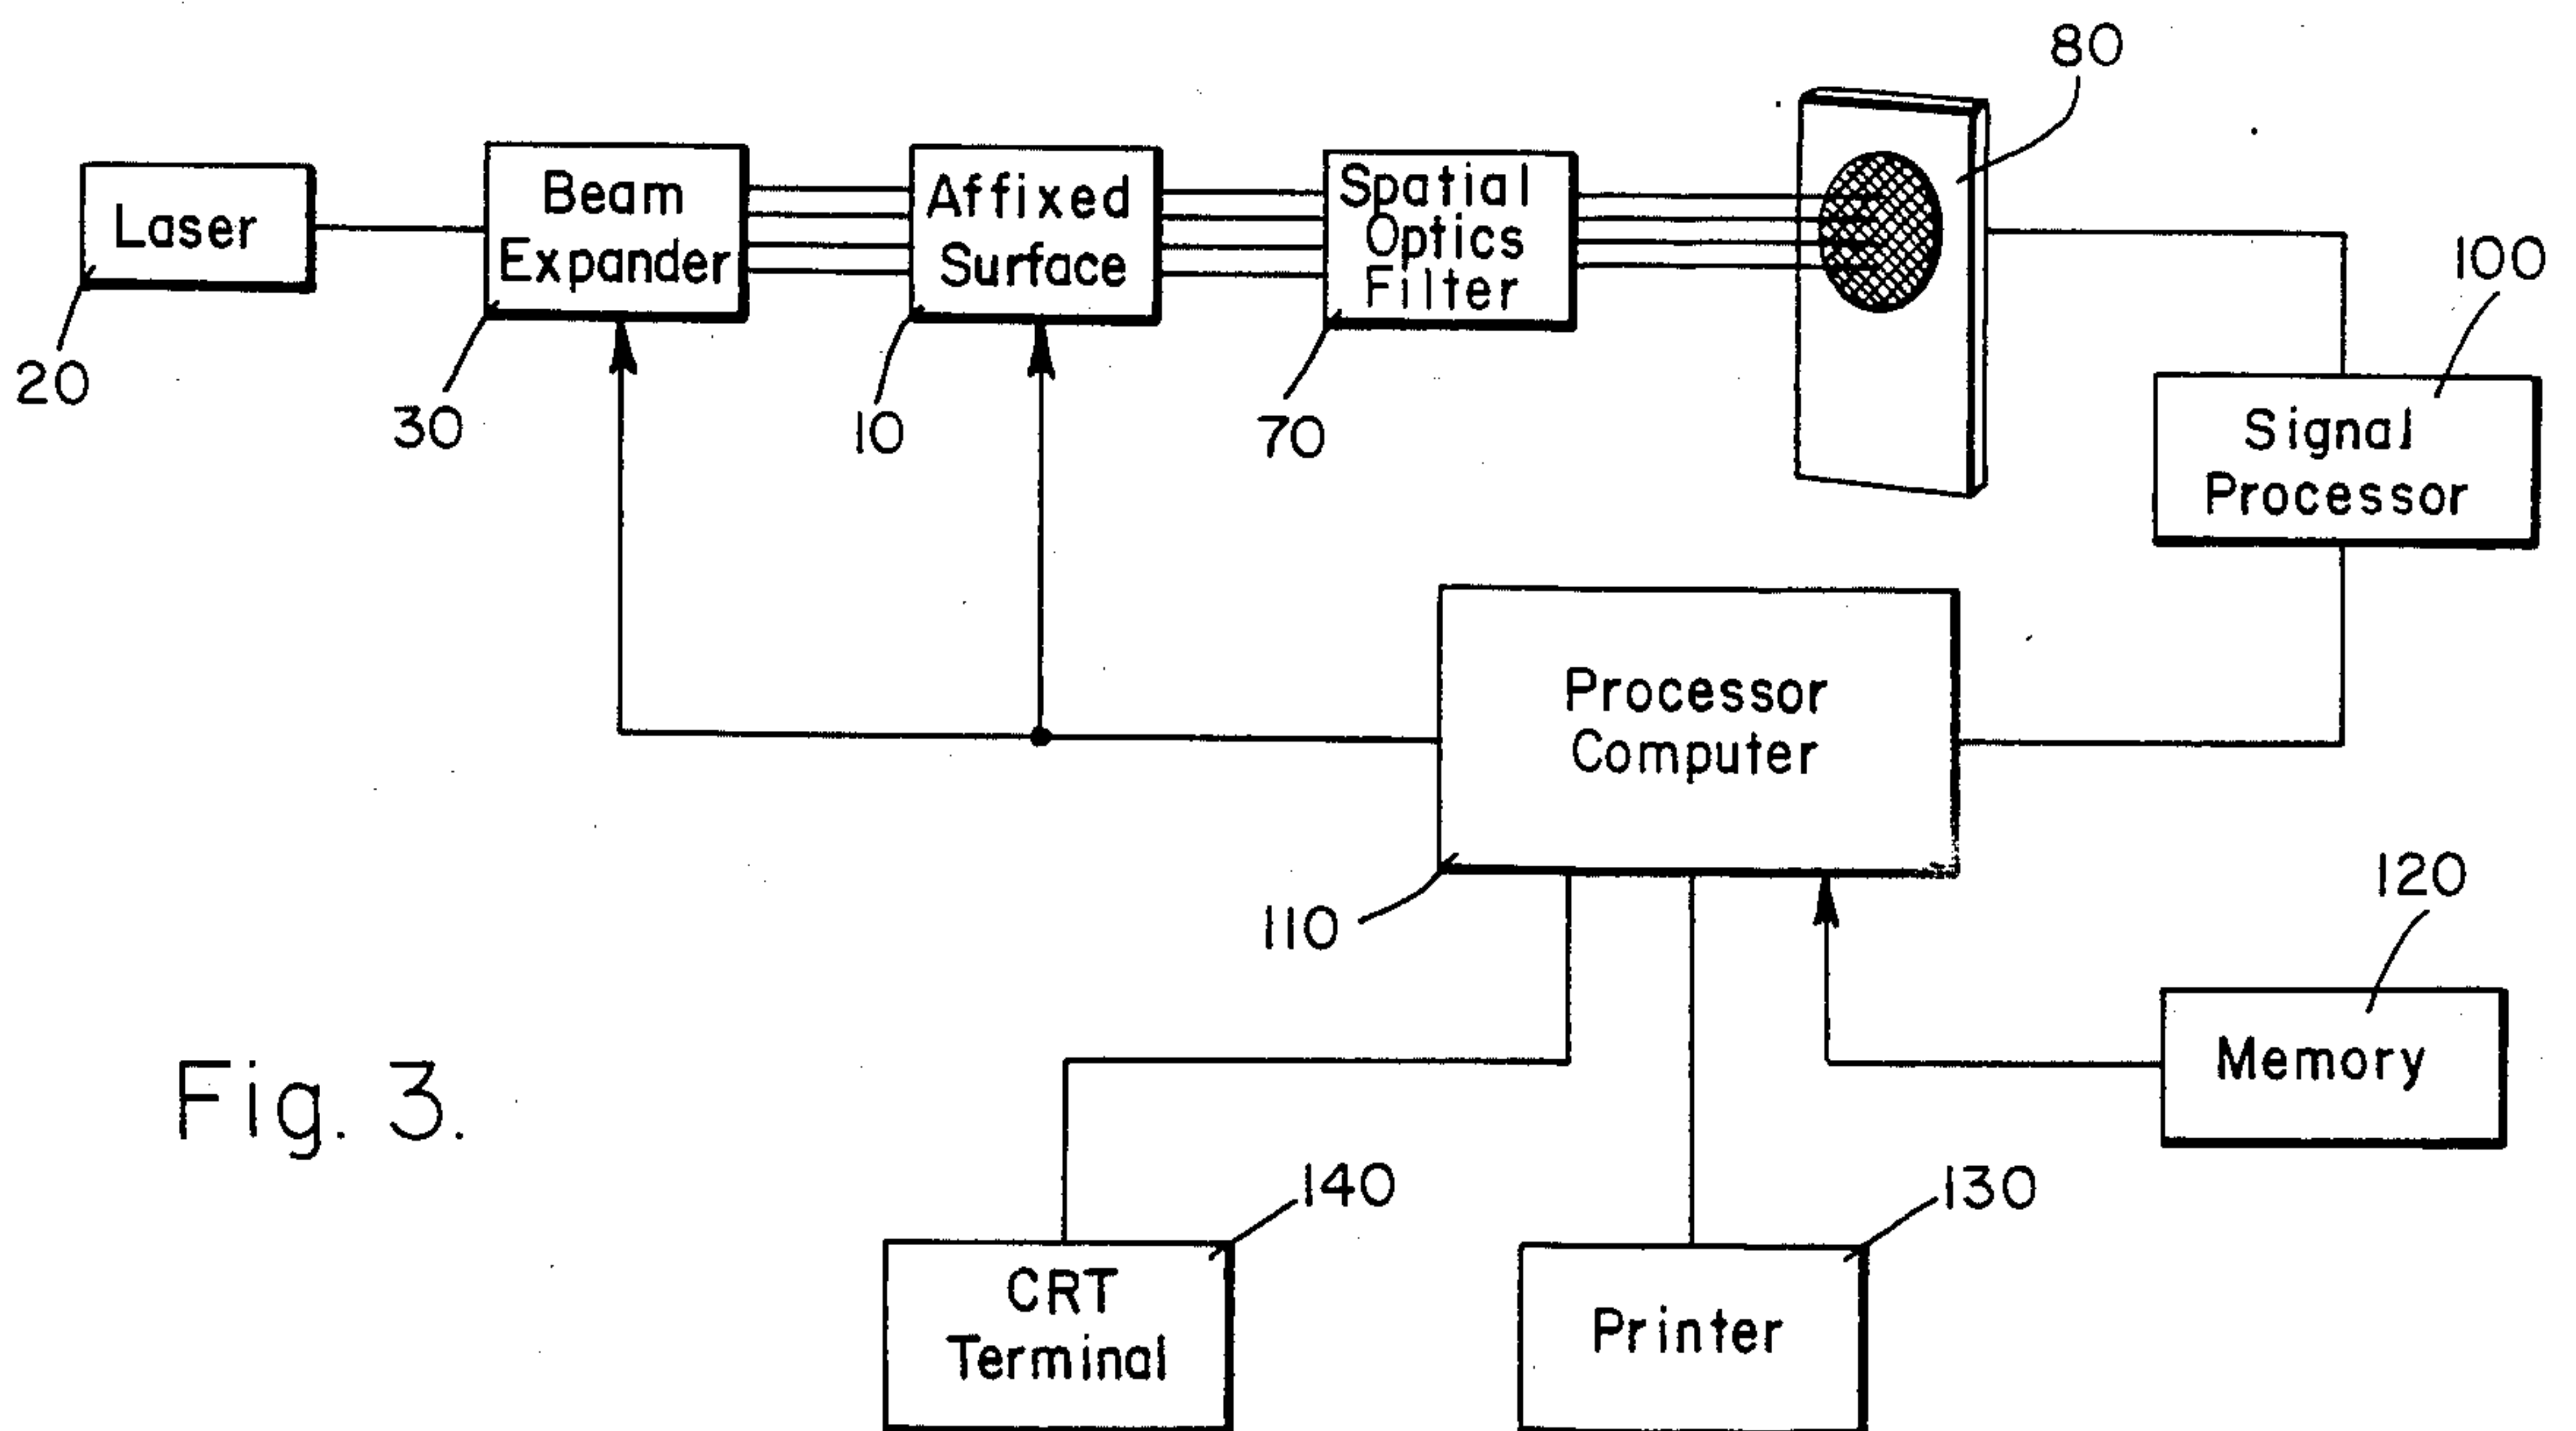 80
Laser
Beam
Expander
Affixed
Surface
Spatial
Optics
Filter
100
20
30
10
70
Signal
Processor
Processor
Computer
110
120
Memory
Fig. 3.
140
130
CRT
Terminal
Printer